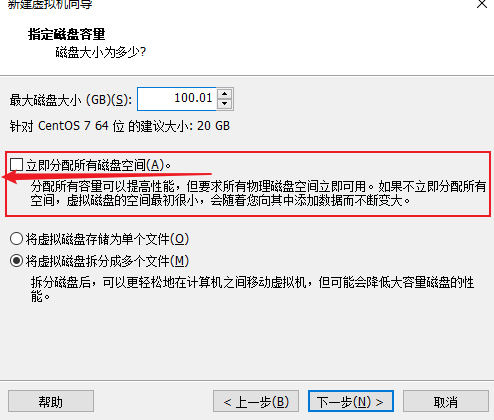 新建虚拟机向导
指定磁盘容量
磁盘大小为多少?
最大磁盘大小 (GB)(S): 100.01
针对 CentOS 7 64 位 的建议大小: 20 GB
立即分配所有磁盘空间(A)。
分配所有容量可以提高性能，但要求所有物理磁盘空间立即可用。如果不立即分配所有
空间，虚拟磁盘的空间最初很小，会随着您向其中添加数据而不断变大。
将虚拟磁盘存储为单个文件(O)
将虚拟磁盘拆分成多个文件(M)
拆分磁盘后，可以更轻松地在计算机之间移动虚拟机，但可能会降低大容量磁盘的性
能。
帮助 < 上一步(B) 下一步(N) > 取消